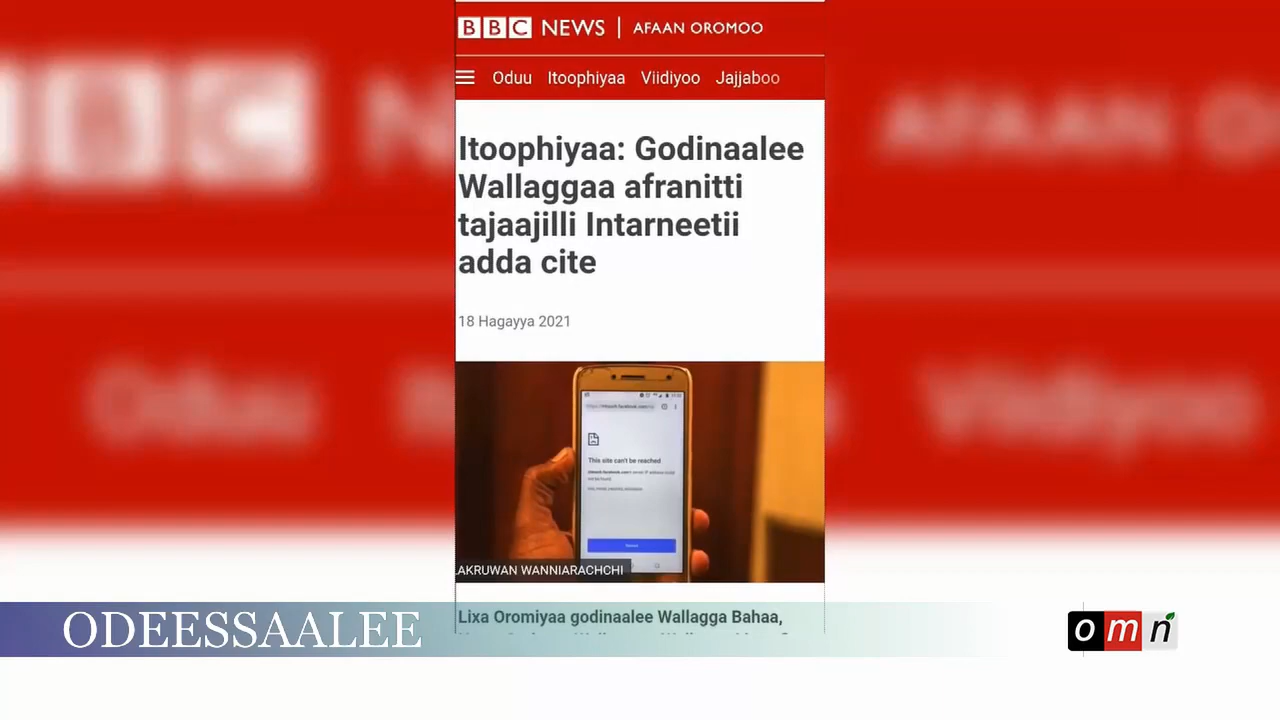 BBC NEWS | AFAAN OROMOO
Oduu Itoophiyaa Viidiyoo Jajjaboo
Itoophiyaa: Godinaalee
Wallaggaa afranitti
tajaajilli Intarneetii
adda cite
18 Hagayya 2021
This site can't be reached
AKRUWAN WANNIARACHCHI
Lixa Oromiyaa godinaalee Wallagga Bahaa,
ODEESSAALEE
omn